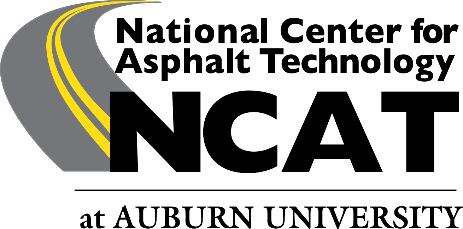 National Center for
Asphalt Technology
NCAT
at AUBURN UNIVERSITY